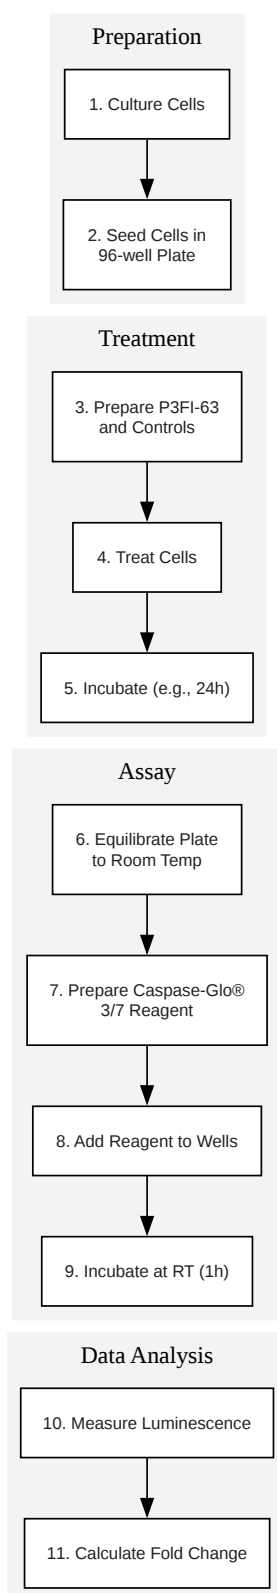 Preparation
1. Culture Cells
2. Seed Cells in
96-well Plate
Treatment
3. Prepare P3FI-63
and Controls
4. Treat Cells
5. Incubate (e.g., 24h)
Assay
6. Equilibrate Plate
to Room Temp
7. Prepare Caspase-Glo®
3/7 Reagent
8. Add Reagent to Wells
9. Incubate at RT (1h)
Data Analysis
10. Measure Luminescence
11. Calculate Fold Change